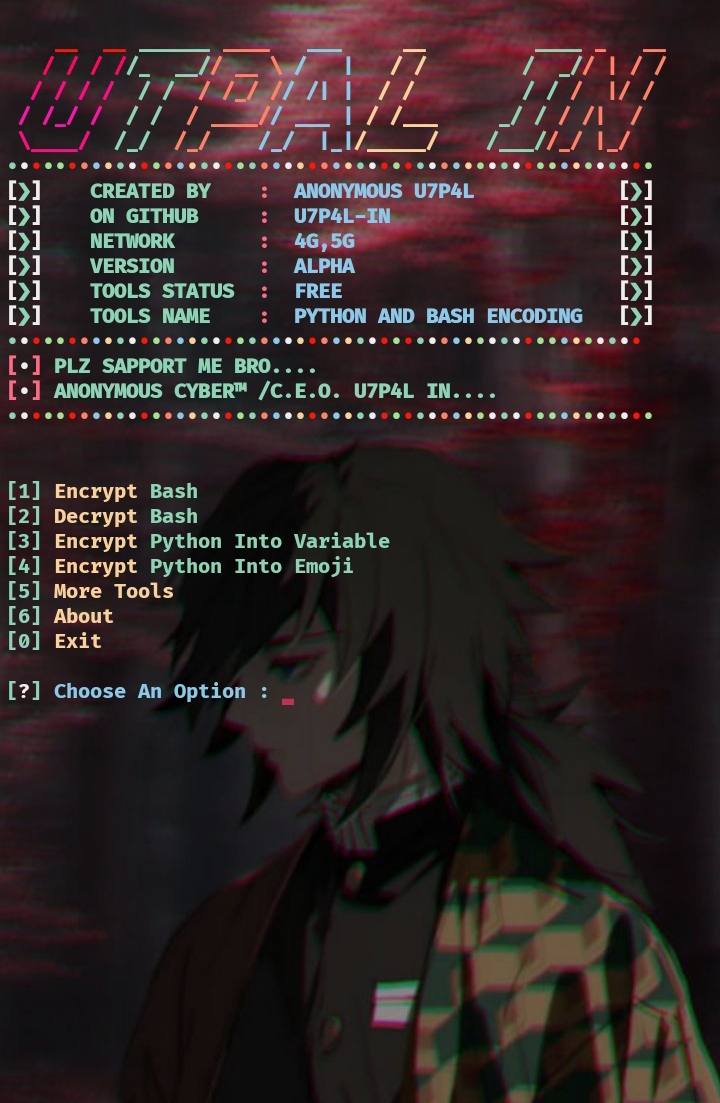 UTPAL IN
[❯] CREATED BY : ANONYMOUS U7P4L [❯]
[❯] ON GITHUB : U7P4L-IN [❯]
[❯] NETWORK : 4G,5G [❯]
[❯] VERSION : ALPHA [❯]
[❯] TOOLS STATUS : FREE [❯]
[❯] TOOLS NAME : PYTHON AND BASH ENCODING [❯]
[•] PLZ SAPPORT ME BRO....
[•] ANONYMOUS CYBER™ /C.E.O. U7P4L IN....
[1] Encrypt Bash
[2] Decrypt Bash
[3] Encrypt Python Into Variable
[4] Encrypt Python Into Emoji
[5] More Tools
[6] About
[0] Exit
[?] Choose An Option :